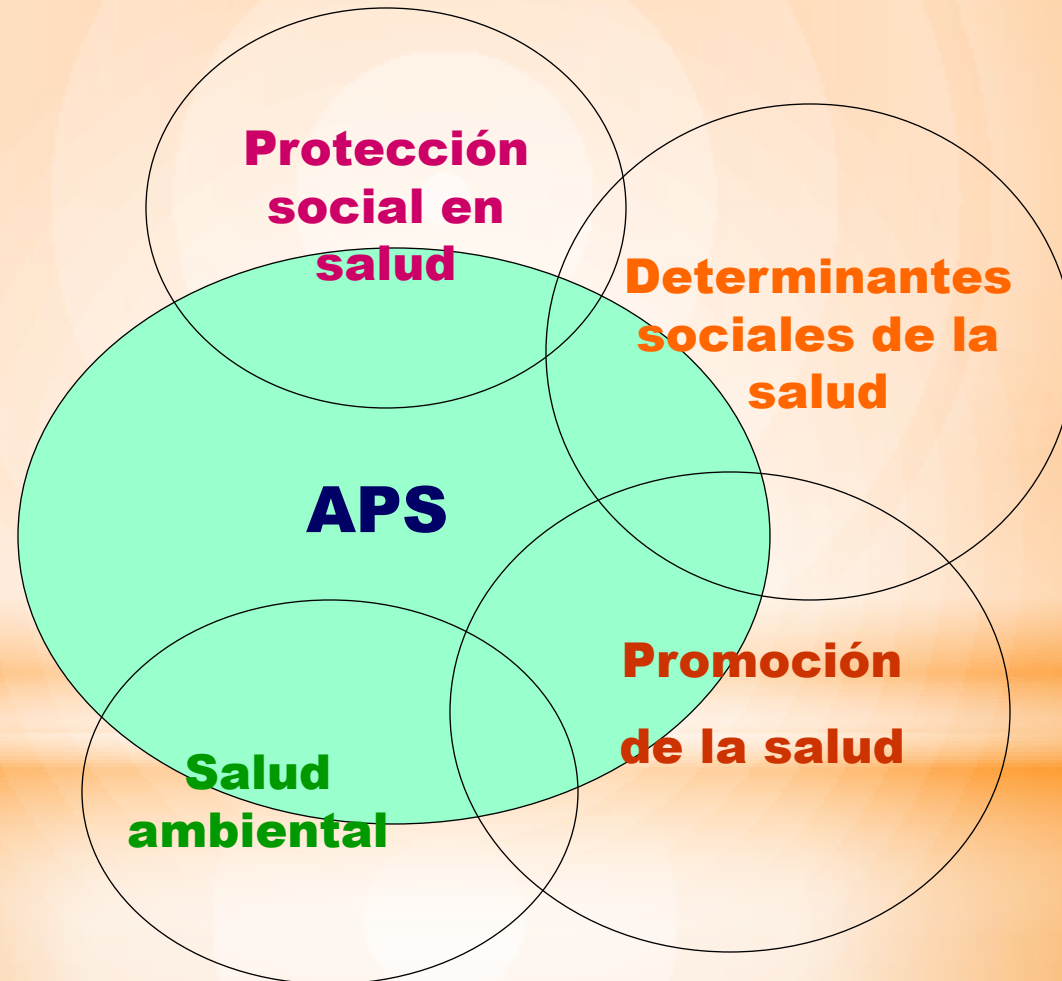 Protección
social en
salud
Determinantes
sociales de la
salud
APS
Promoción
de la salud
Salud
ambiental